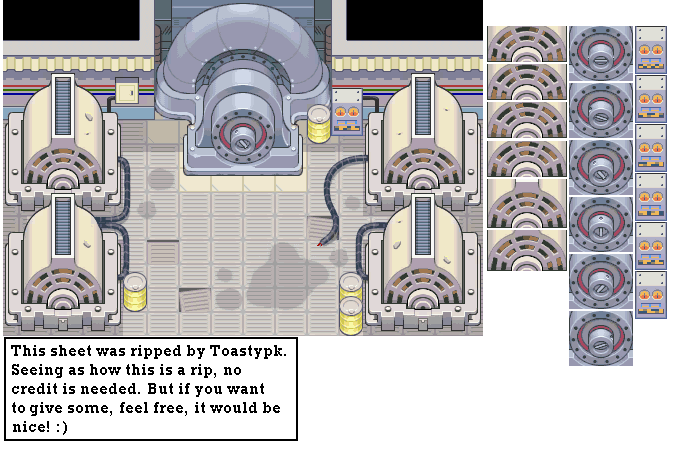 This sheet was ripped by Toastypk.
Seeing as how this is a rip, no
credit is needed. But if you want
to give some, feel free, it would be
nice! :)